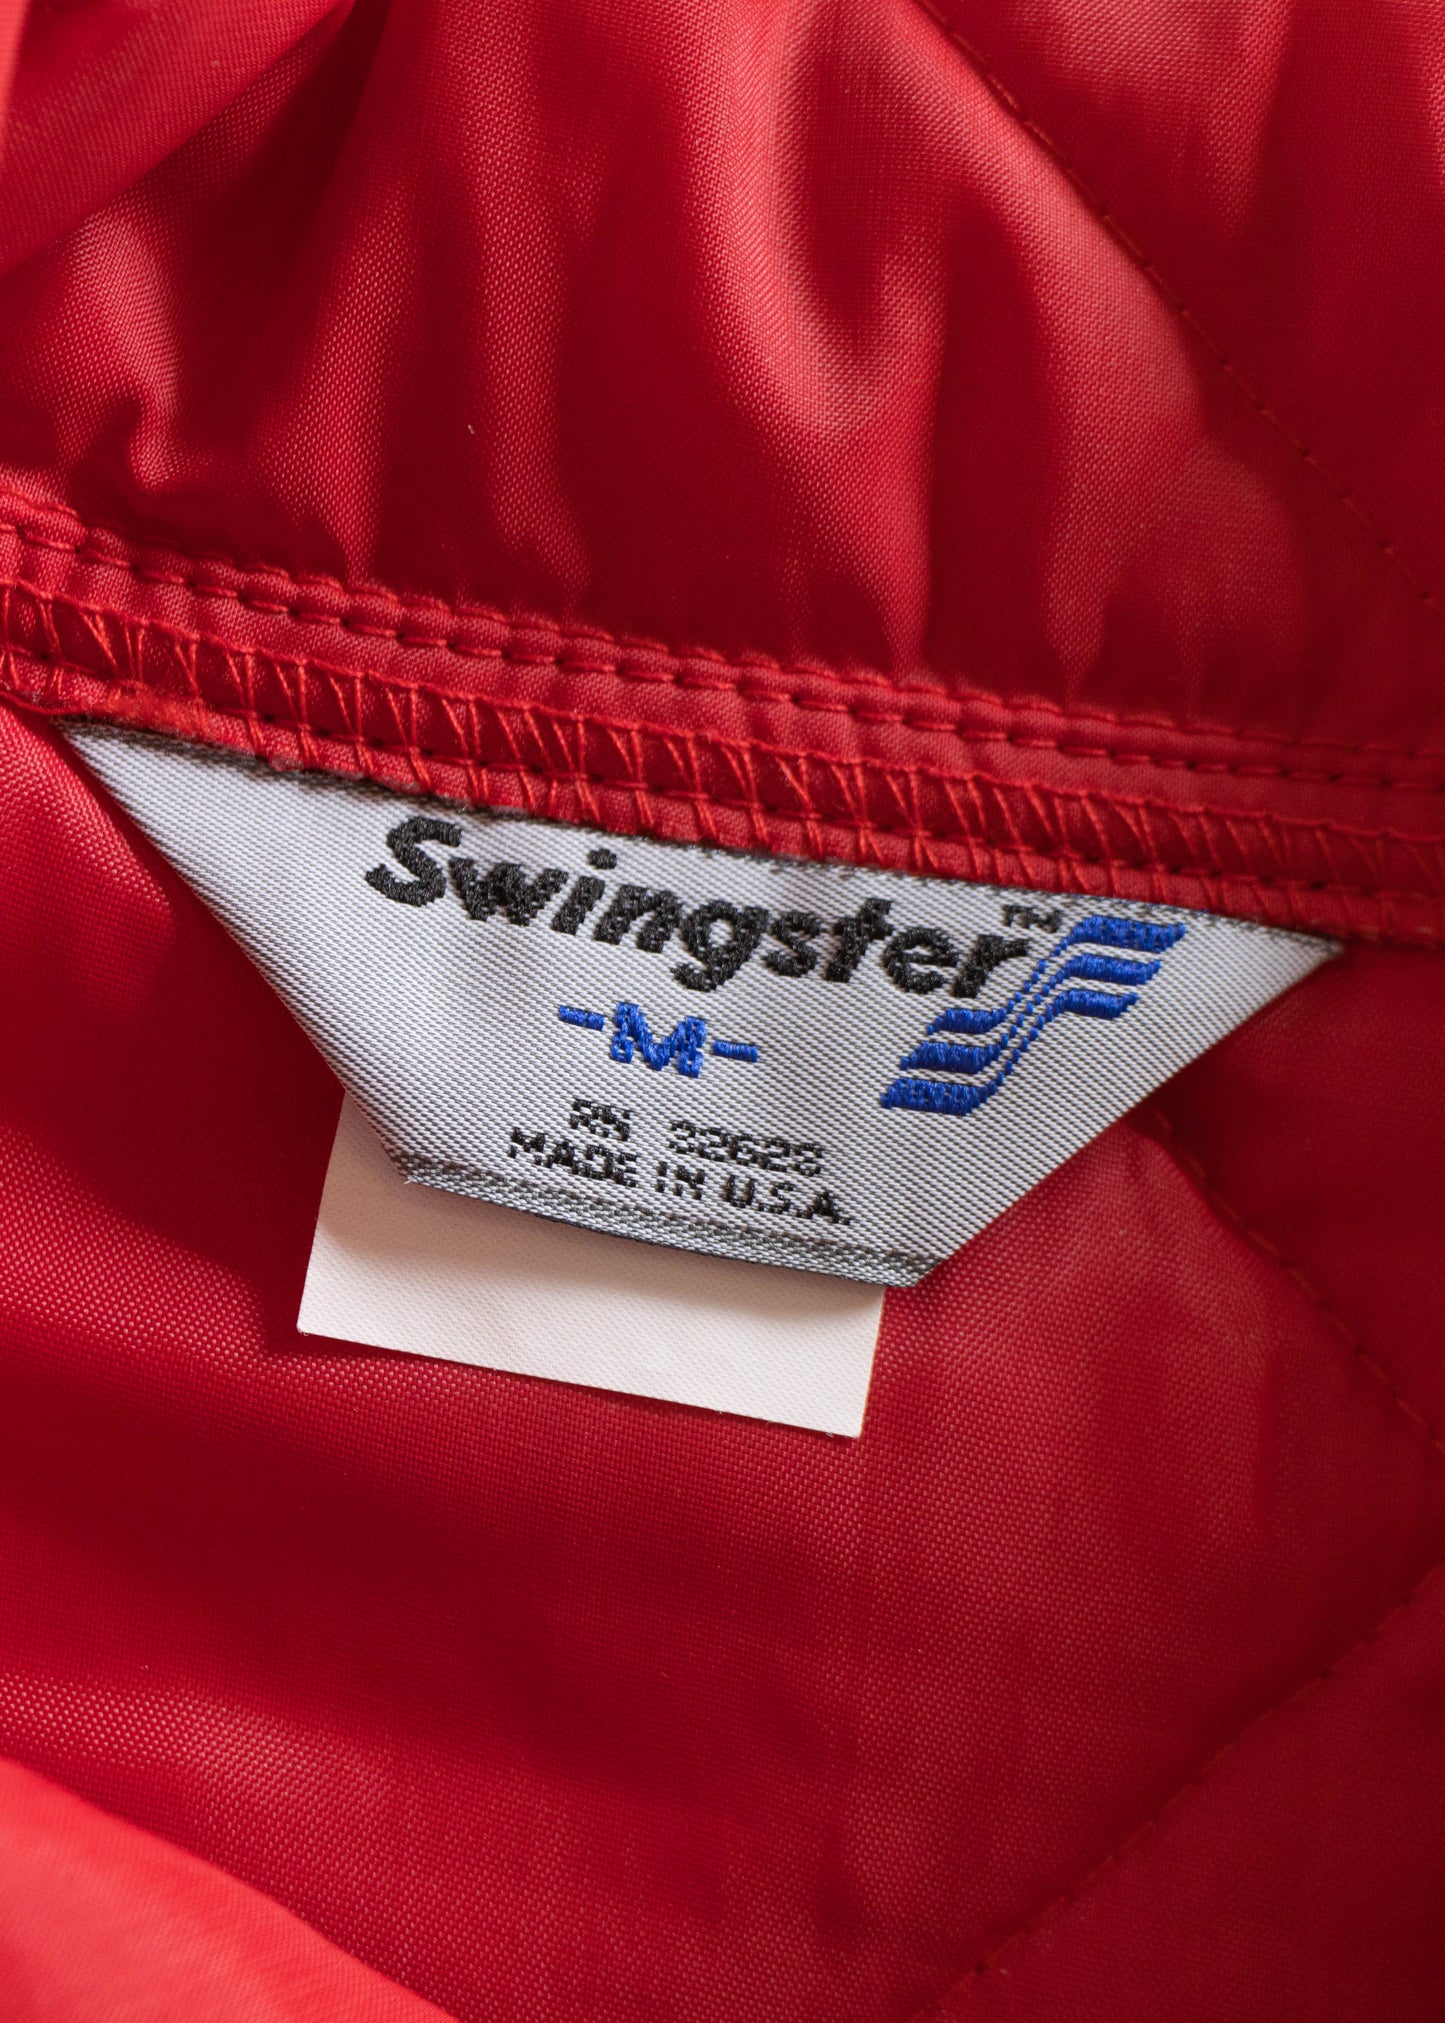 Swingster™
-M-
RN 32628
MADE IN U.S.A.